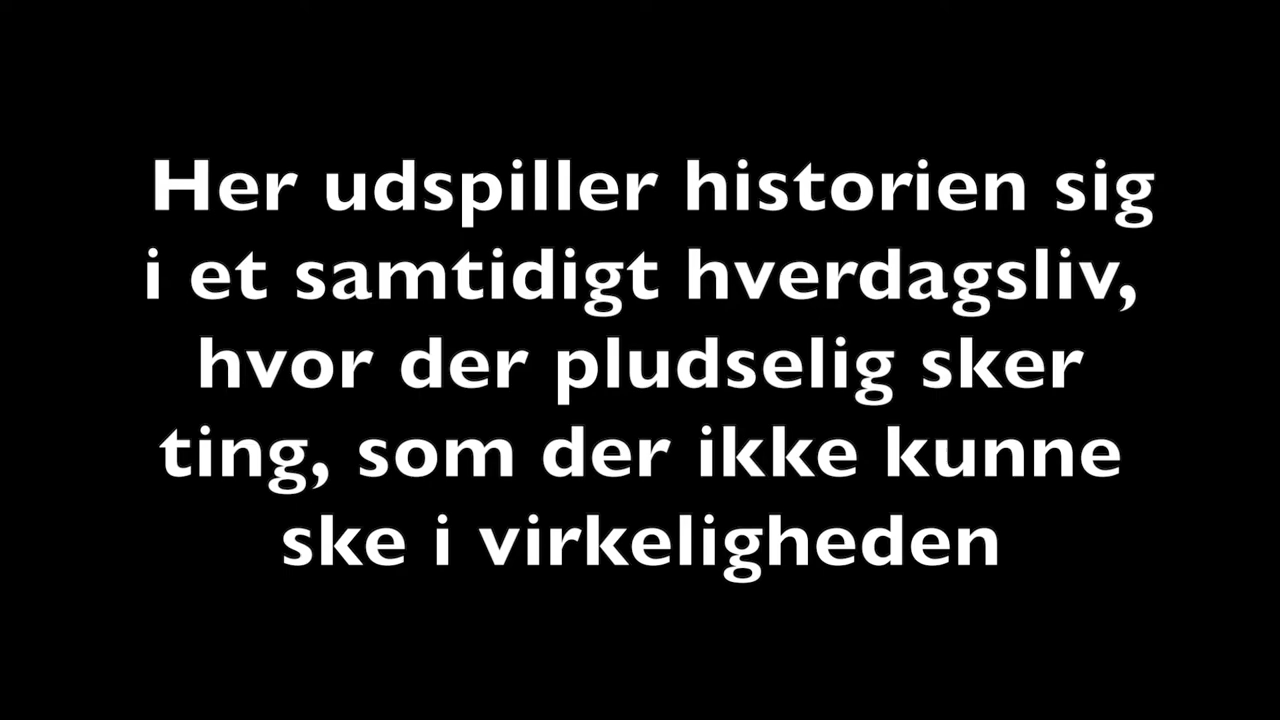 Her udspiller historien sig
i et samtidigt hverdagsliv,
hvor der pludselig sker
ting, som der ikke kunne
ske i virkeligheden